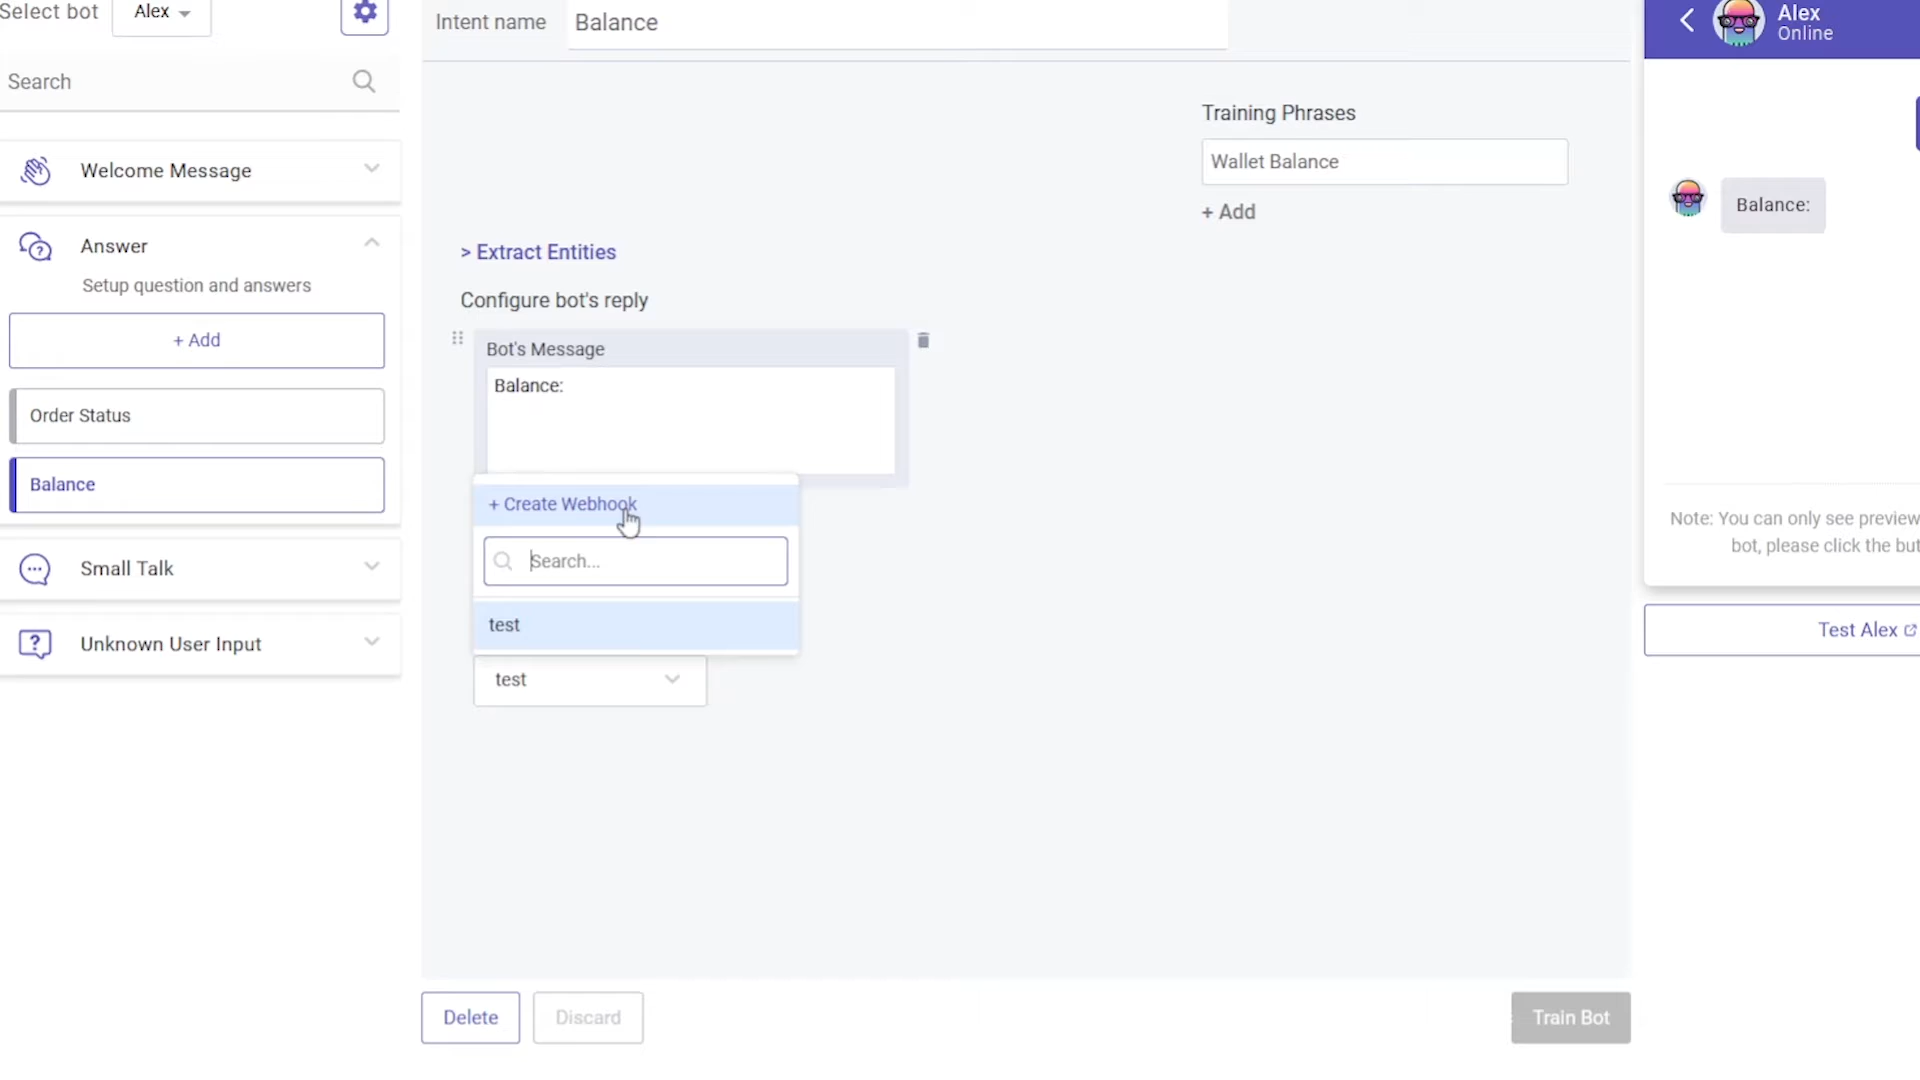 Select bot
Alex
Search
Welcome Message
Answer
Setup question and answers
+ Add
Order Status
Balance
Small Talk
Unknown User Input
Intent name
Balance
Training Phrases
Wallet Balance
+ Add
> Extract Entities
Configure bot's reply
Bot's Message
Balance:
+ Create Webhook
Search...
test
test
Delete
Discard
Train Bot
Alex
Online
Balance:
Note: You can only see preview
bot, please click the but
Test Alex